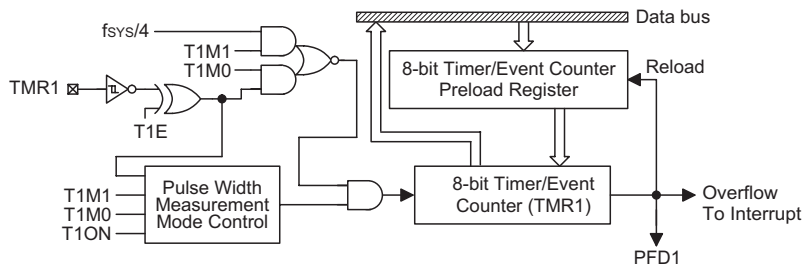 Data bus
fSYS/4
T1M1
T1M0
TMR1
T1E
8-bit Timer/Event Counter
Preload Register
Reload
T1M1
T1M0
T1ON
Pulse Width
Measurement
Mode Control
8-bit Timer/Event
Counter (TMR1)
Overflow
To Interrupt
PFD1